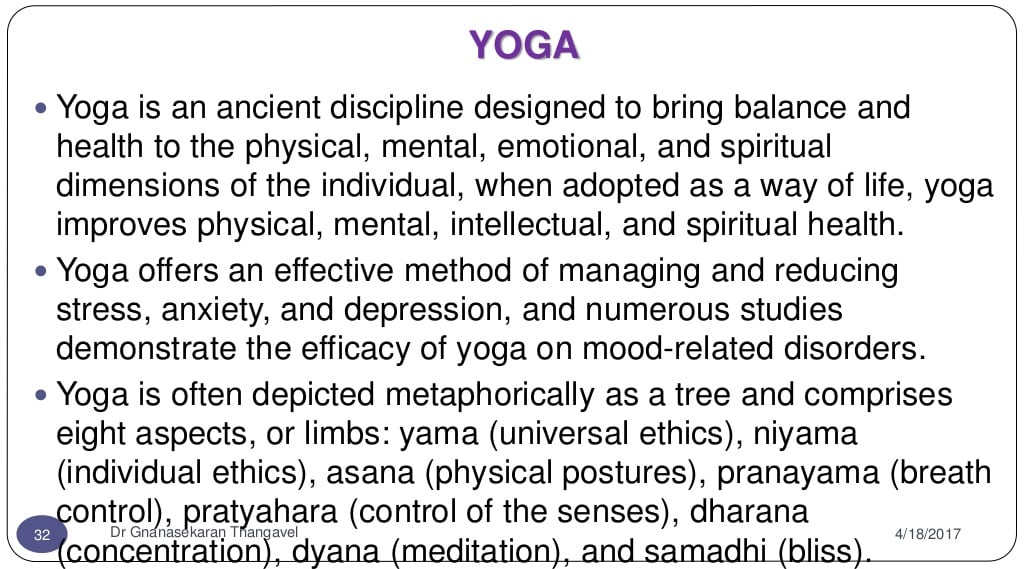 YOGA
• Yoga is an ancient discipline designed to bring balance and
health to the physical, mental, emotional, and spiritual
dimensions of the individual, when adopted as a way of life, yoga
improves physical, mental, intellectual, and spiritual health.
• Yoga offers an effective method of managing and reducing
stress, anxiety, and depression, and numerous studies
demonstrate the efficacy of yoga on mood-related disorders.
• Yoga is often depicted metaphorically as a tree and comprises
eight aspects, or limbs: yama (universal ethics), niyama
(individual ethics), asana (physical postures), pranayama (breath
control), pratyahara (control of the senses), dharana
(concentration), dyana (meditation), and samadhi (bliss).
32
Dr Gnanasekaran Thangavel
4/18/2017